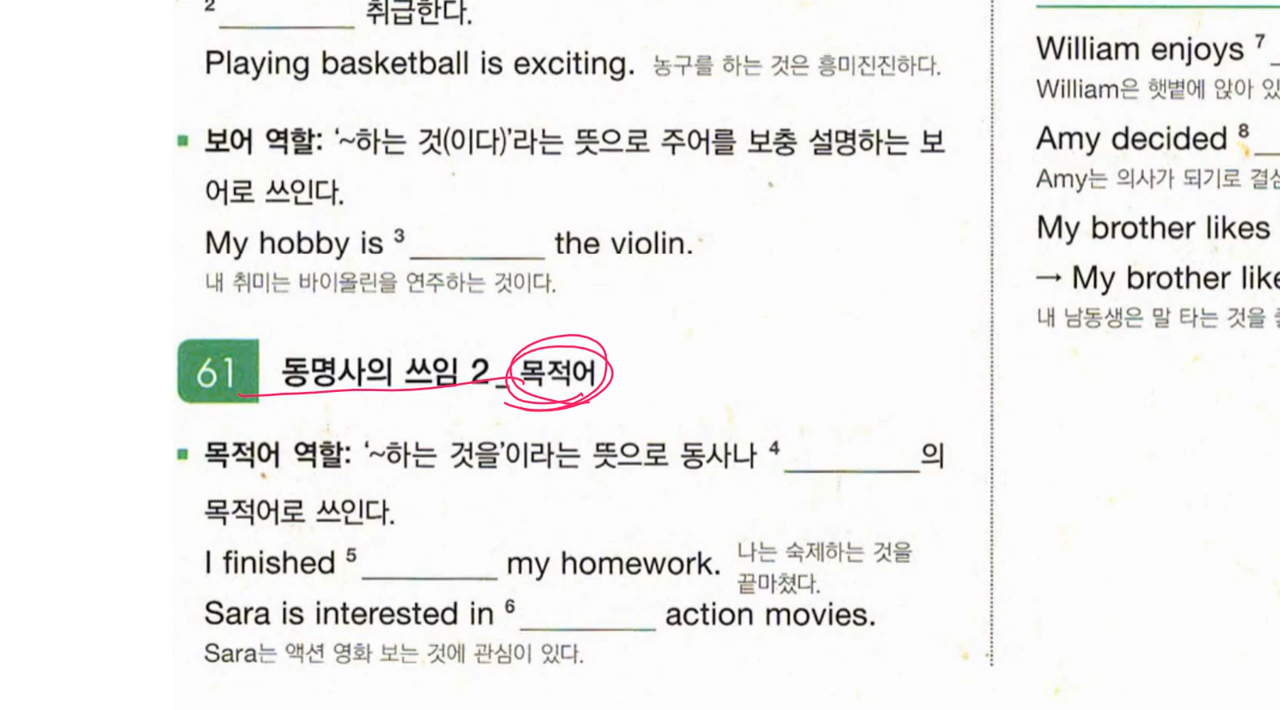 2 ________ 취급한다.
Playing basketball is exciting. 농구를 하는 것은 흥미진진하다.
보어 역할: '~하는 것(이다)'라는 뜻으로 주어를 보충 설명하는 보
어로 쓰인다.
My hobby is 3 ________ the violin.
내 취미는 바이올린을 연주하는 것이다.
61 동명사의 쓰임 2_목적어
목적어 역할: '~하는 것을'이라는 뜻으로 동사나 4 ________의
목적어로 쓰인다.
I finished 5 ________ my homework. 나는 숙제하는 것을
끝마쳤다.
Sara is interested in 6 ________ action movies.
Sara는 액션 영화 보는 것에 관심이 있다.
William enjoys 7
William은 햇볕에 앉아 있
Amy decided 8
Amy는 의사가 되기로 결심
My brother likes
→ My brother like
내 남동생은 말 타는 것을